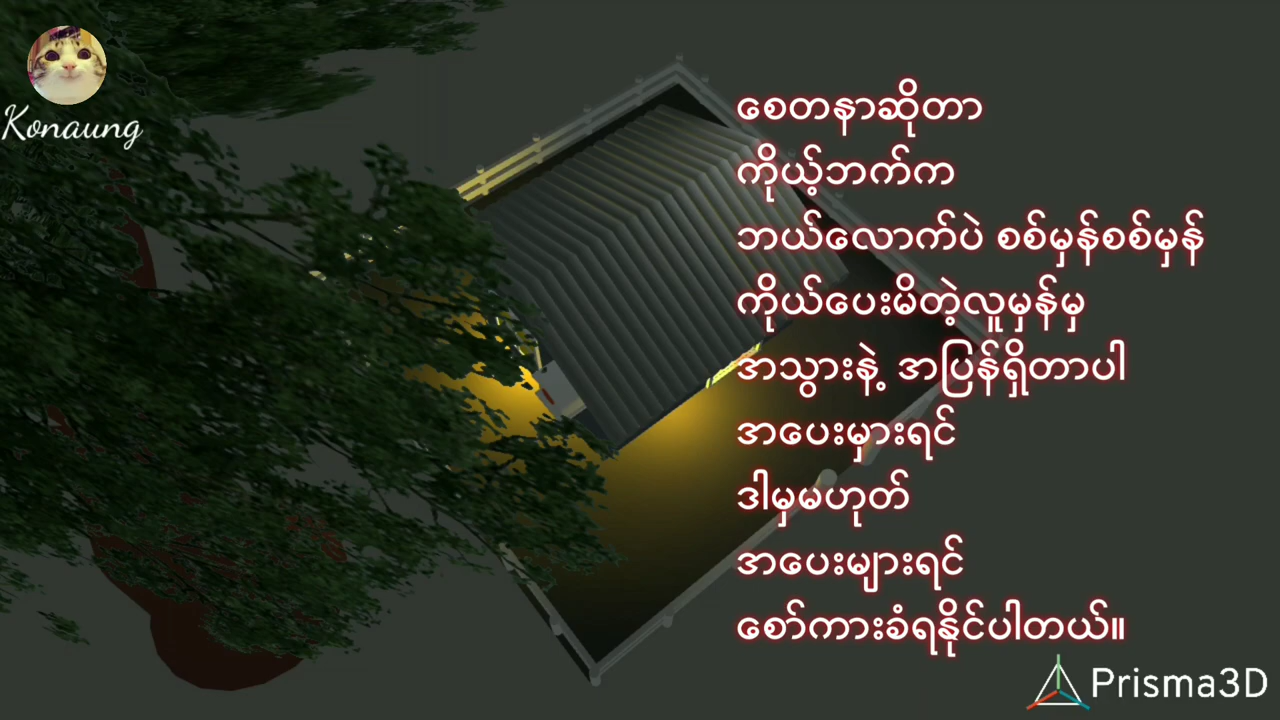 Konaung
စေတနာဆိုတာ
ကိုယ့်ဘက်က
ဘယ်လောက်ပဲ စစ်မှန်စစ်မှန်
ကိုယ်ပေးမိတဲ့လူမှန်မှ
အသွားနဲ့ အပြန်ရှိတာပါ
အပေးမှားရင်
ဒါမှမဟုတ်
အပေးများရင်
စော်ကားခံရနိုင်ပါတယ်။
Prisma3D